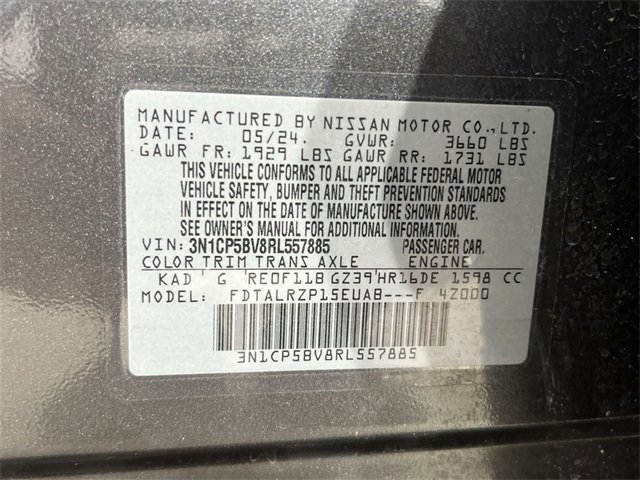 MANUFACTURED BY NISSAN MOTOR CO., LTD.
DATE: 05/24. GVWR: 3660 LBS
GAWR FR: 1929 LBS GAWR RR: 1731 LBS
THIS VEHICLE CONFORMS TO ALL APPLICABLE FEDERAL MOTOR
VEHICLE SAFETY, BUMPER AND THEFT PREVENTION STANDARDS
IN EFFECT ON THE DATE OF MANUFACTURE SHOWN ABOVE.
SEE OWNER'S MANUAL FOR ADDITIONAL INFORMATION.
VIN: 3N1CP5BV8RL557885 PASSENGER CAR.
COLOR TRIM TRANS AXLE ENGINE
KAD G RE0F11B GZ39 HR16DE 1598 CC
MODEL: FDTALRZP15EUAB---F 4Z000
3N1CP5BV8RL557885